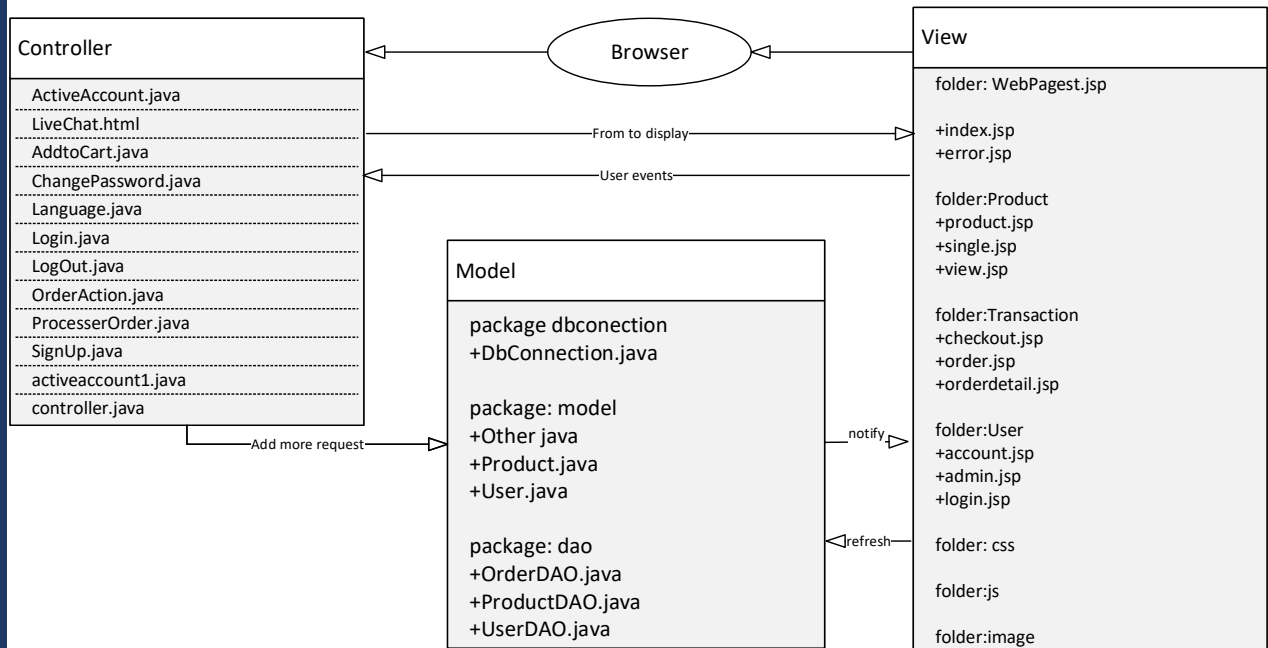 Controller
ActiveAccount.java
LiveChat.html
AddtoCart.java
ChangePassword.java
Language.java
Login.java
LogOut.java
OrderAction.java
ProcesserOrder.java
SignUp.java
activeaccount1.java
controller.java
Browser
From to display
User events
Add more request
Model
package dbconection
+DbConnection.java
package: model
+Other java
+Product.java
+User.java
package: dao
+OrderDAO.java
+ProductDAO.java
+UserDAO.java
notify
refresh
View
folder: WebPagest.jsp
+index.jsp
+error.jsp
folder:Product
+product.jsp
+single.jsp
+view.jsp
folder:Transaction
+checkout.jsp
+order.jsp
+orderdetail.jsp
folder:User
+account.jsp
+admin.jsp
+login.jsp
folder: css
folder:js
folder:image